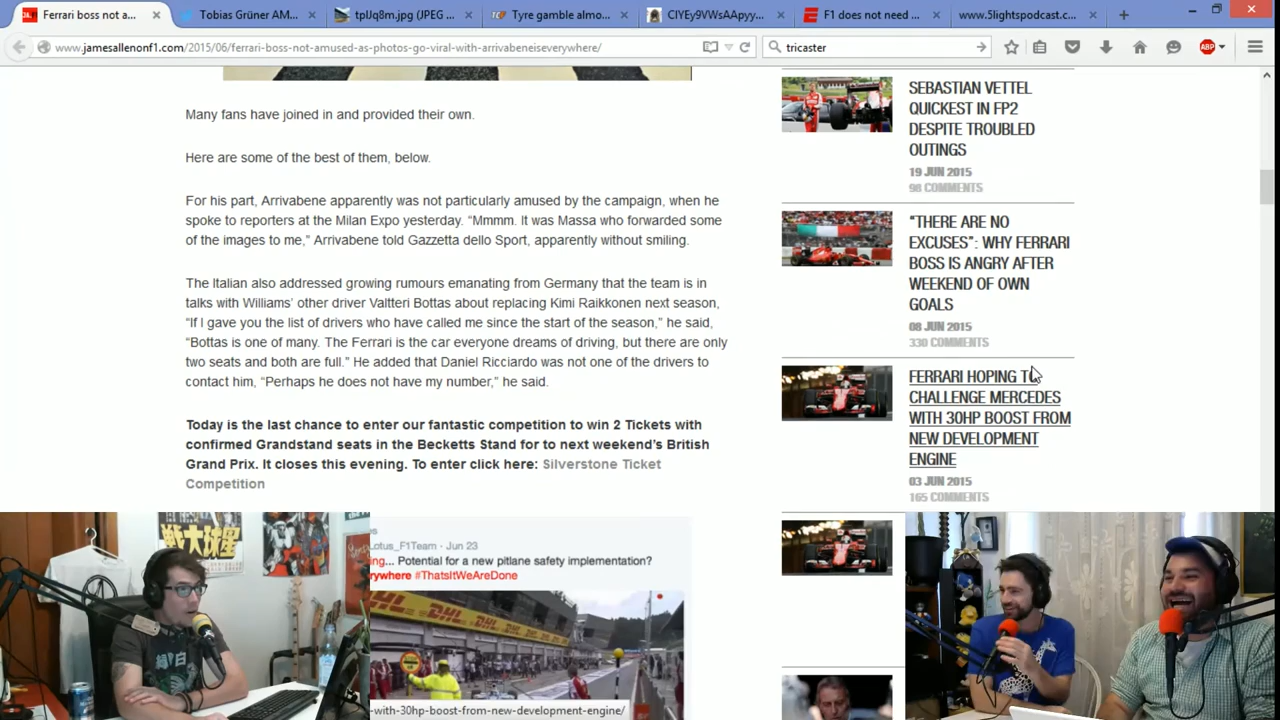 Ferrari boss not a...
Tobias Grüner AM...
tpIJq8m.jpg (JPEG ...
Tyre gamble almo...
CIYEy9VWsAApyy...
F1 does not need ...
www.5lightspodcast.c...
www.jamesallenonf1.com/2015/06/ferrari-boss-not-amused-as-photos-go-viral-with-arrivabeneiseverywhere/
tricaster
ABP
Many fans have joined in and provided their own.
Here are some of the best of them, below.
For his part, Arrivabene apparently was not particularly amused by the campaign, when he
spoke to reporters at the Milan Expo yesterday. “Mmmm. It was Massa who forwarded some
of the images to me,” Arrivabene told Gazzetta dello Sport, apparently without smiling.
The Italian also addressed growing rumours emanating from Germany that the team is in
talks with Williams’ other driver Valtteri Bottas about replacing Kimi Raikkonen next season,
“If I gave you the list of drivers who have called me since the start of the season,” he said,
“Bottas is one of many. The Ferrari is the car everyone dreams of driving, but there are only
two seats and both are full.” He added that Daniel Ricciardo was not one of the drivers to
contact him, “Perhaps he does not have my number,” he said.
Today is the last chance to enter our fantastic competition to win 2 Tickets with
confirmed Grandstand seats in the Becketts Stand for to next weekend’s British
Grand Prix. It closes this evening. To enter click here: Silverstone Ticket
Competition
SEBASTIAN VETTEL
QUICKEST IN FP2
DESPITE TROUBLED
OUTINGS
19 JUN 2015
98 COMMENTS
“THERE ARE NO
EXCUSES”: WHY FERRARI
BOSS IS ANGRY AFTER
WEEKEND OF OWN
GOALS
08 JUN 2015
330 COMMENTS
FERRARI HOPING TO
CHALLENGE MERCEDES
WITH 30HP BOOST FROM
NEW DEVELOPMENT
ENGINE
03 JUN 2015
165 COMMENTS
Lotus_F1Team · Jun 23
... Potential for a new pitlane safety implementation?
#ThatsItWeAreDone
DHL DHL
-with-30hp-boost-from-new-development-engine/